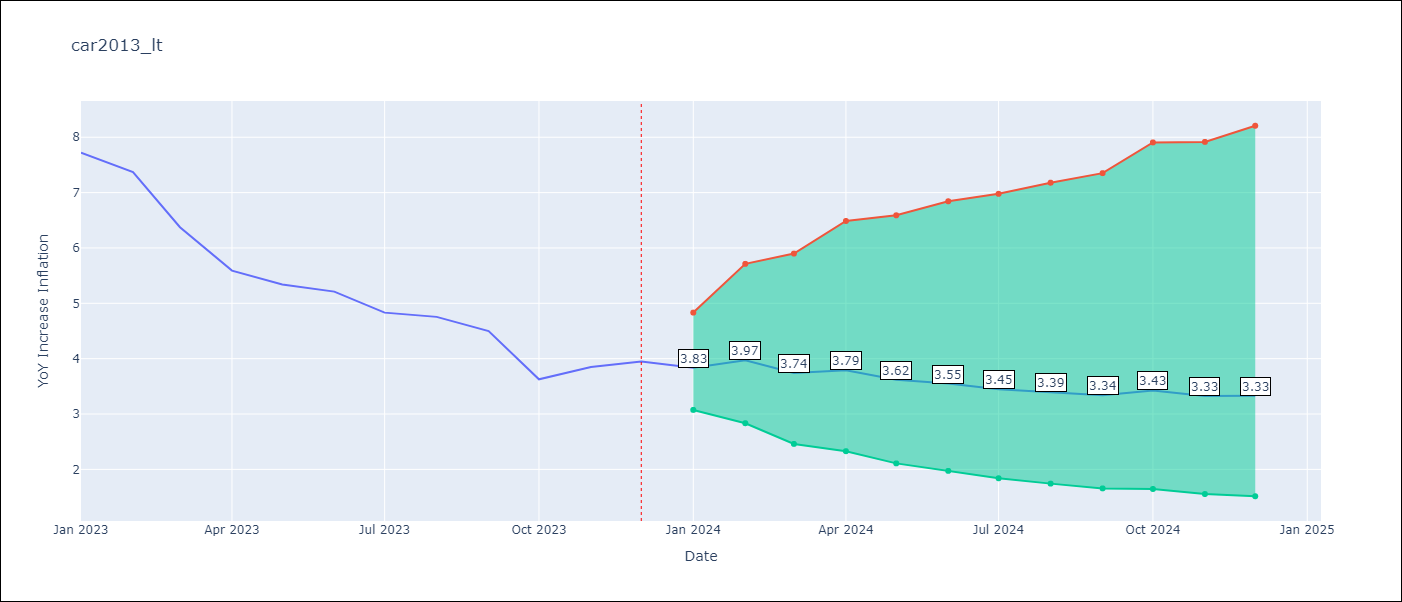 car2013_lt
YoY Increase Inflation
8
7
6
5
4
3
2
3.83
3.97
3.74
3.79
3.62
3.55
3.45
3.39
3.34
3.43
3.33
3.33
Jan 2023
Apr 2023
Jul 2023
Oct 2023
Jan 2024
Apr 2024
Jul 2024
Oct 2024
Jan 2025
Date